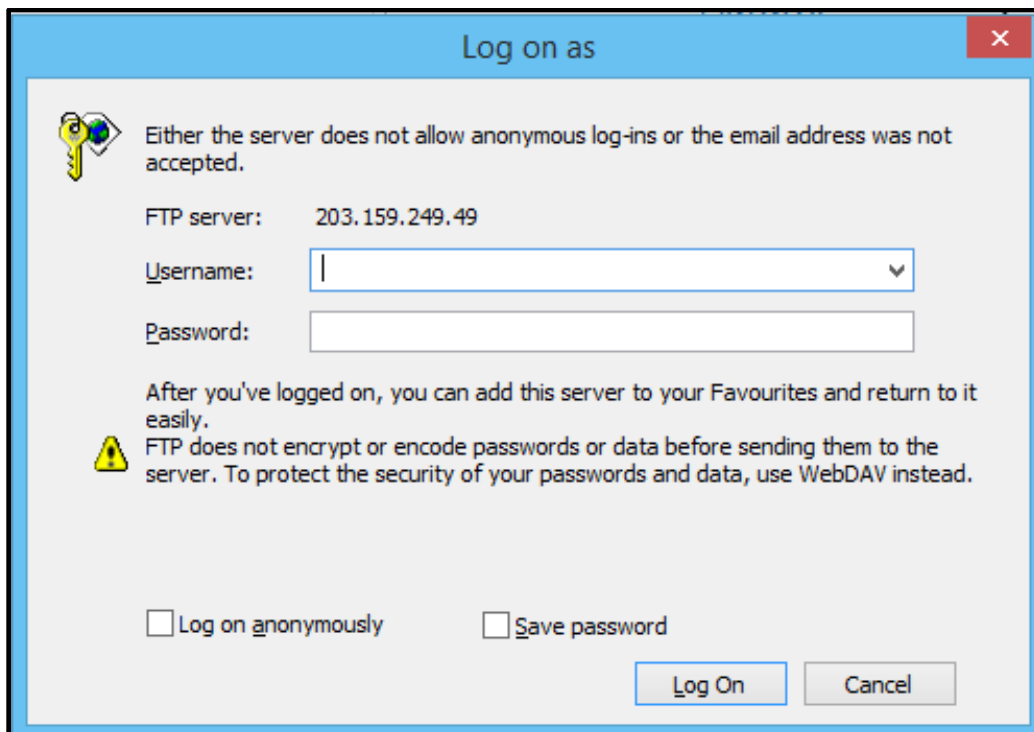 Log on as
Either the server does not allow anonymous log-ins or the email address was not
accepted.
FTP server: 203.159.249.49
Username:
Password:
After you've logged on, you can add this server to your Favourites and return to it
easily.
FTP does not encrypt or encode passwords or data before sending them to the
server. To protect the security of your passwords and data, use WebDAV instead.
Log on anonymously Save password
Log On Cancel